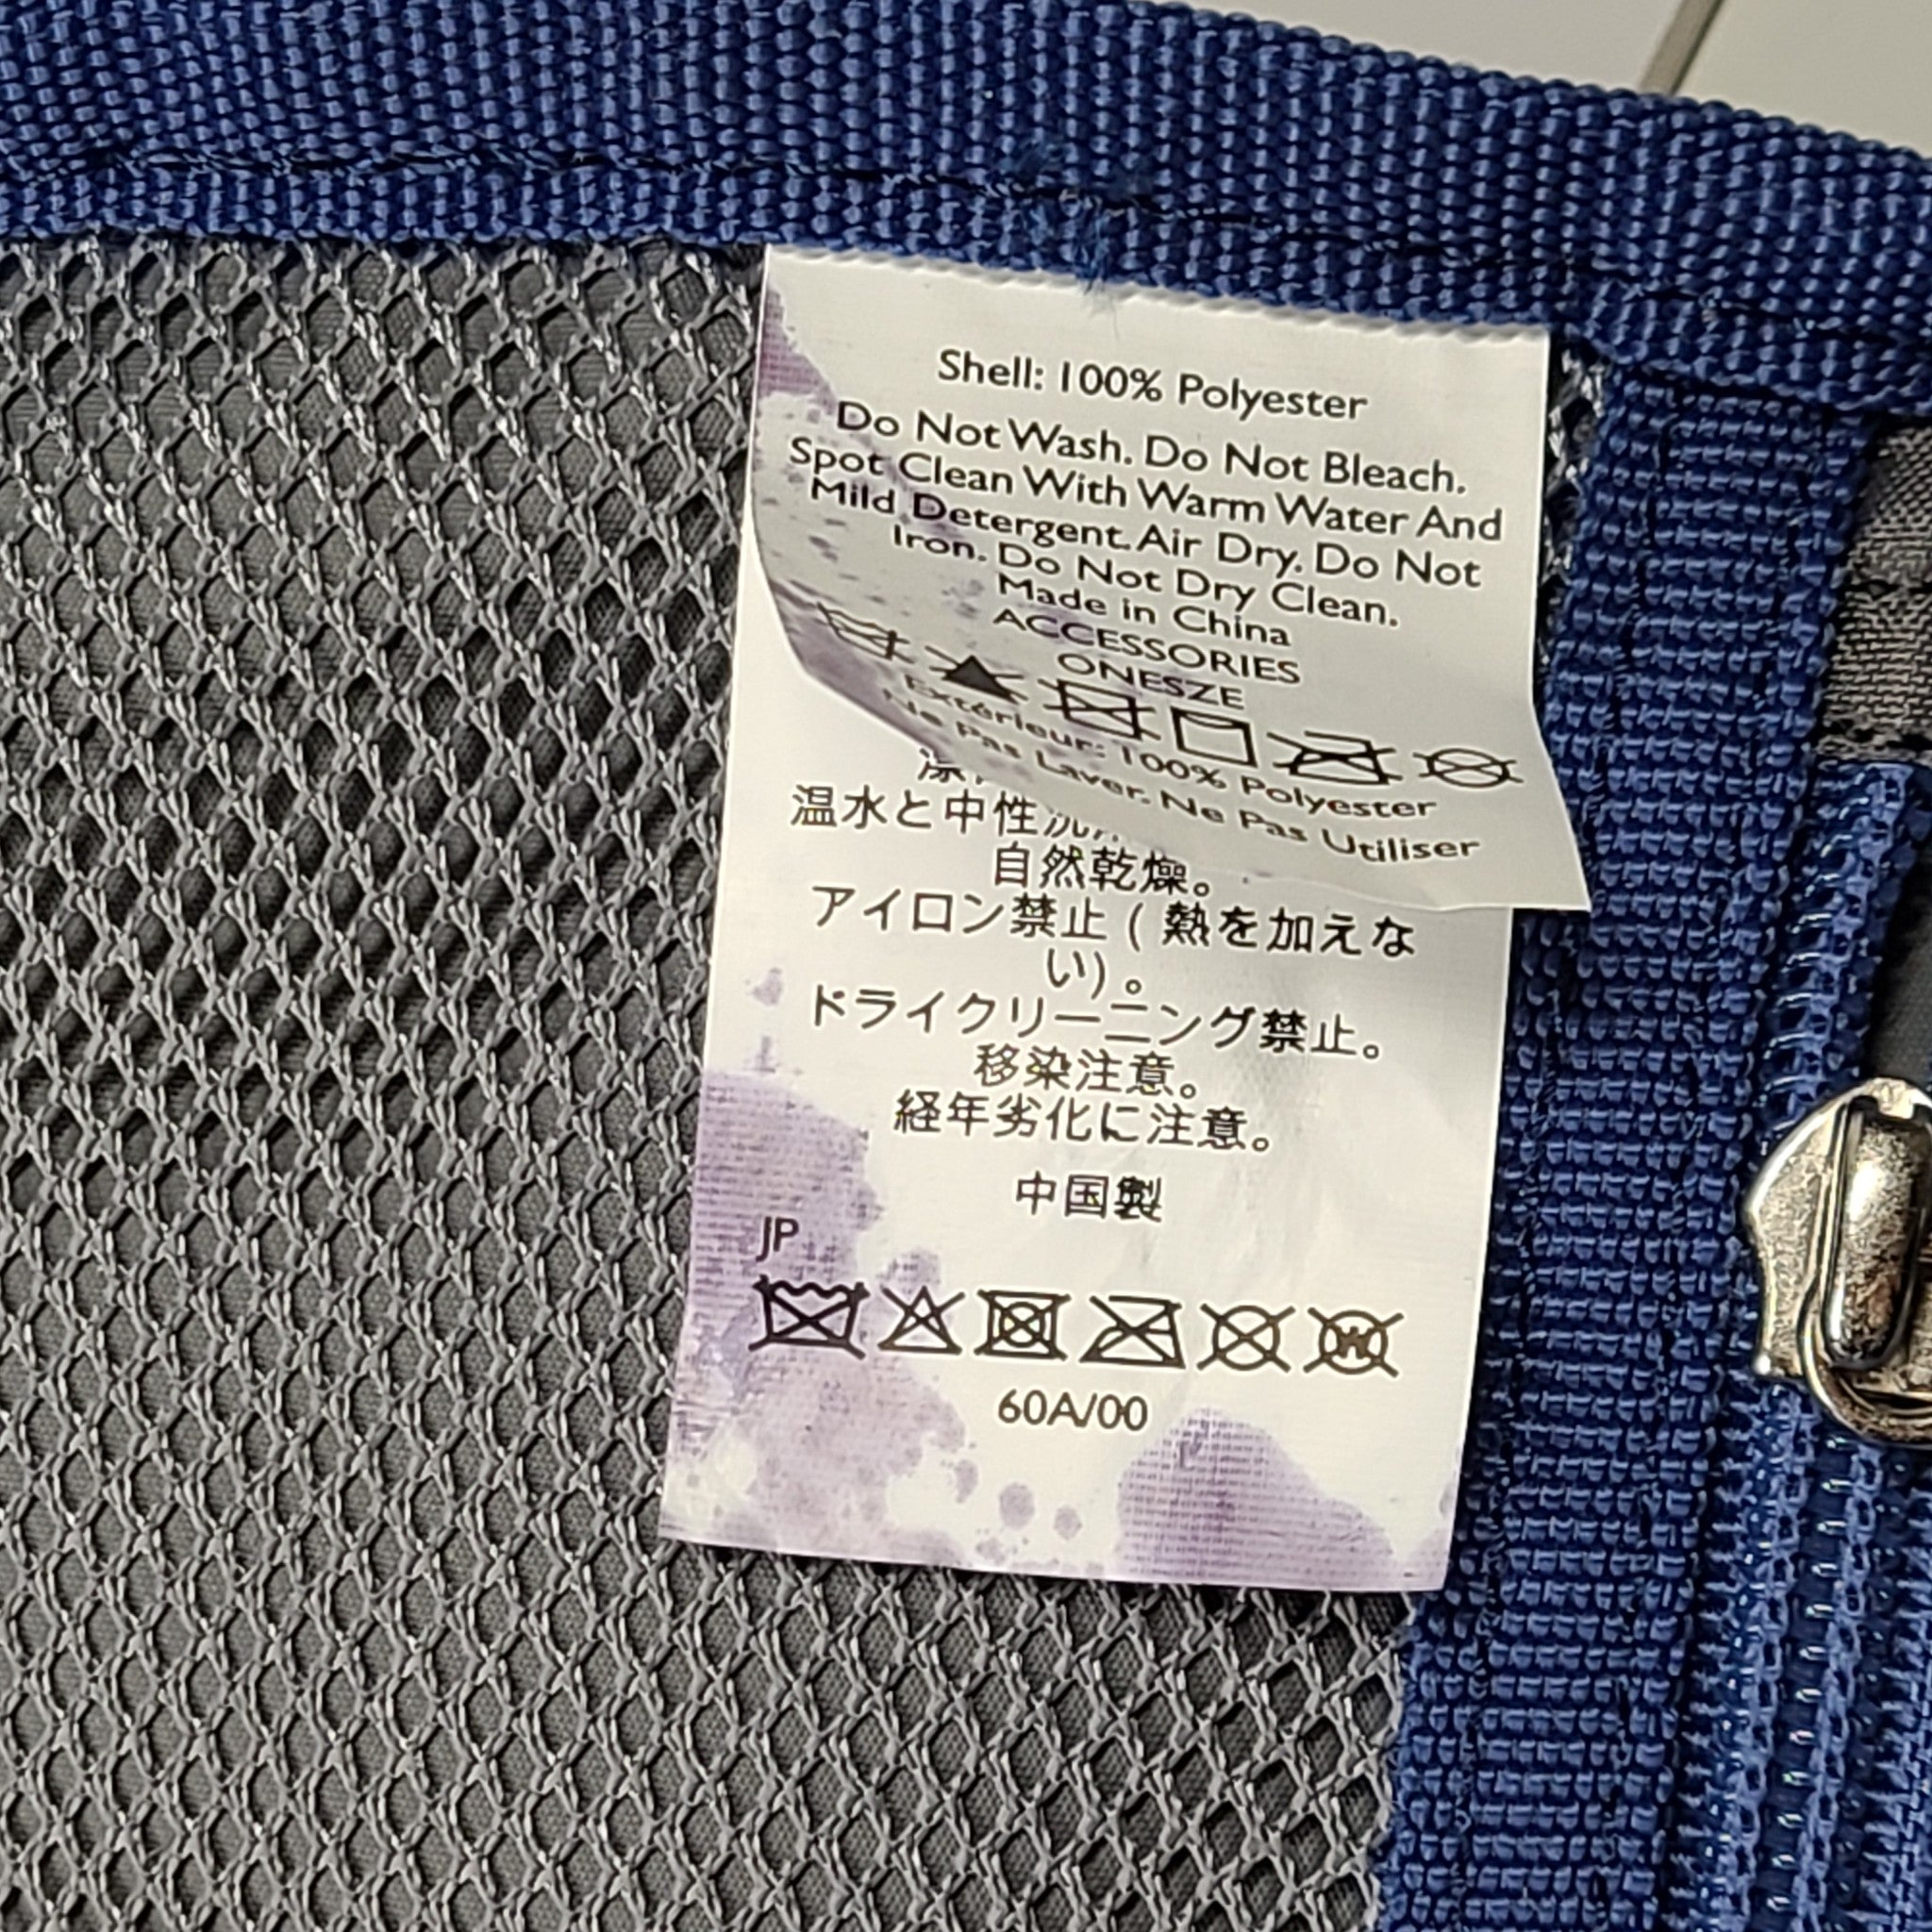 Shell: 100% Polyester
Do Not Wash. Do Not Bleach.
Spot Clean With Warm Water And
Mild Detergent. Air Dry. Do Not
Iron. Do Not Dry Clean.
Made in China
ACCESSORIES
ONESZE
Extérieur: 100% Polyester
Ne Pas Laver. Ne Pas Utiliser
温水と中性洗
自然乾燥。
アイロン禁止 ( 熱を加えな
い) 。
ドライクリーニング禁止。
移染注意。
経年劣化に注意。
中国製
JP
W
60A/00